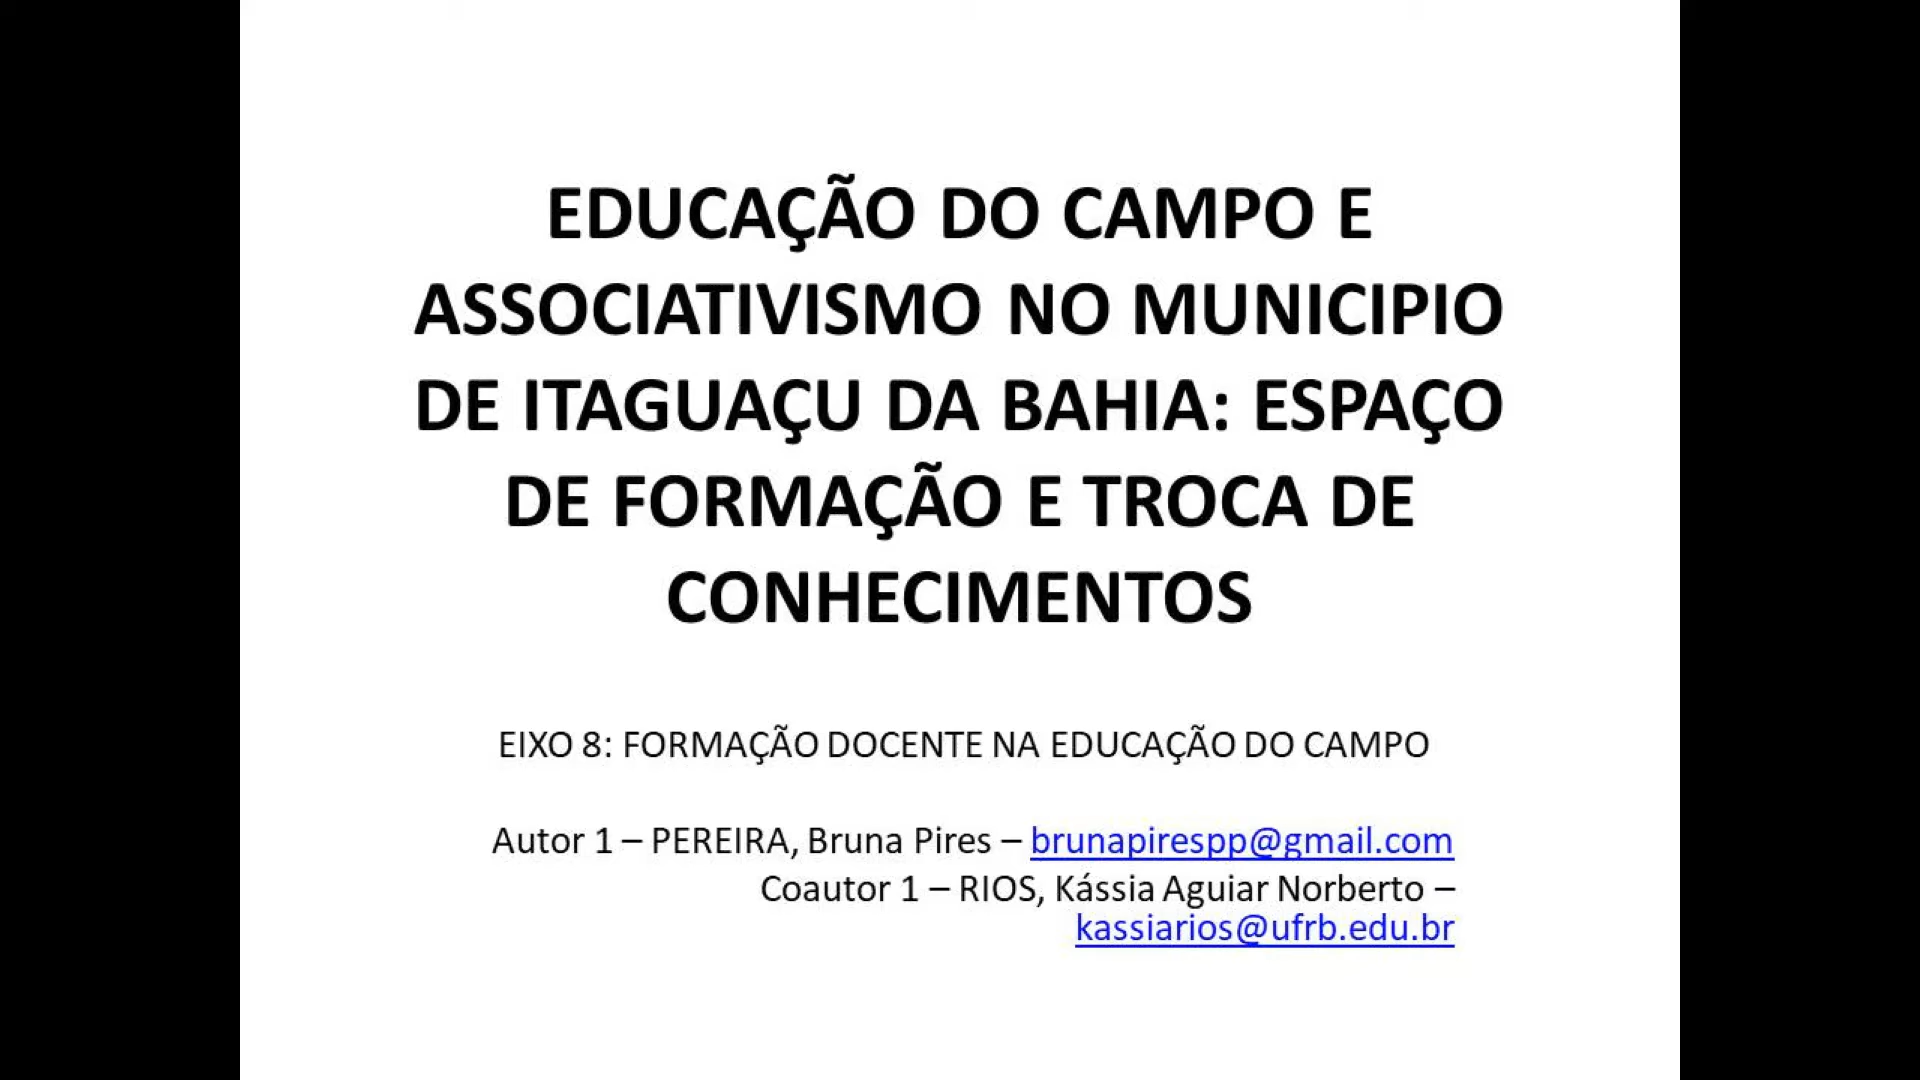 EDUCAÇÃO DO CAMPO E
ASSOCIATIVISMO NO MUNICIPIO
DE ITAGUAÇU DA BAHIA: ESPAÇO
DE FORMAÇÃO E TROCA DE
CONHECIMENTOS
EIXO 8: FORMAÇÃO DOCENTE NA EDUCAÇÃO DO CAMPO
Autor 1 – PEREIRA, Bruna Pires – brunapirespp@gmail.com
Coautor 1 – RIOS, Kássia Aguiar Norberto –
kassiarios@ufrb.edu.br